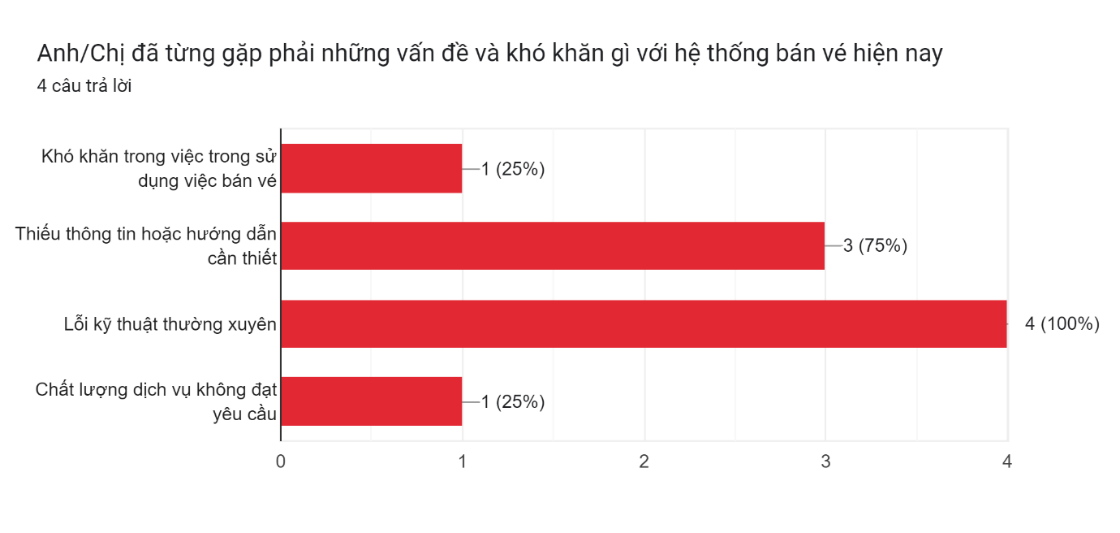 Anh/Chị đã từng gặp phải những vấn đề và khó khăn gì với hệ thống bán vé hiện nay
4 câu trả lời
Khó khăn trong việc trong sử
dụng việc bán vé
1 (25%)
Thiếu thông tin hoặc hướng dẫn
cần thiết
3 (75%)
Lỗi kỹ thuật thường xuyên
4 (100%)
Chất lượng dịch vụ không đạt
yêu cầu
1 (25%)
0 1 2 3 4